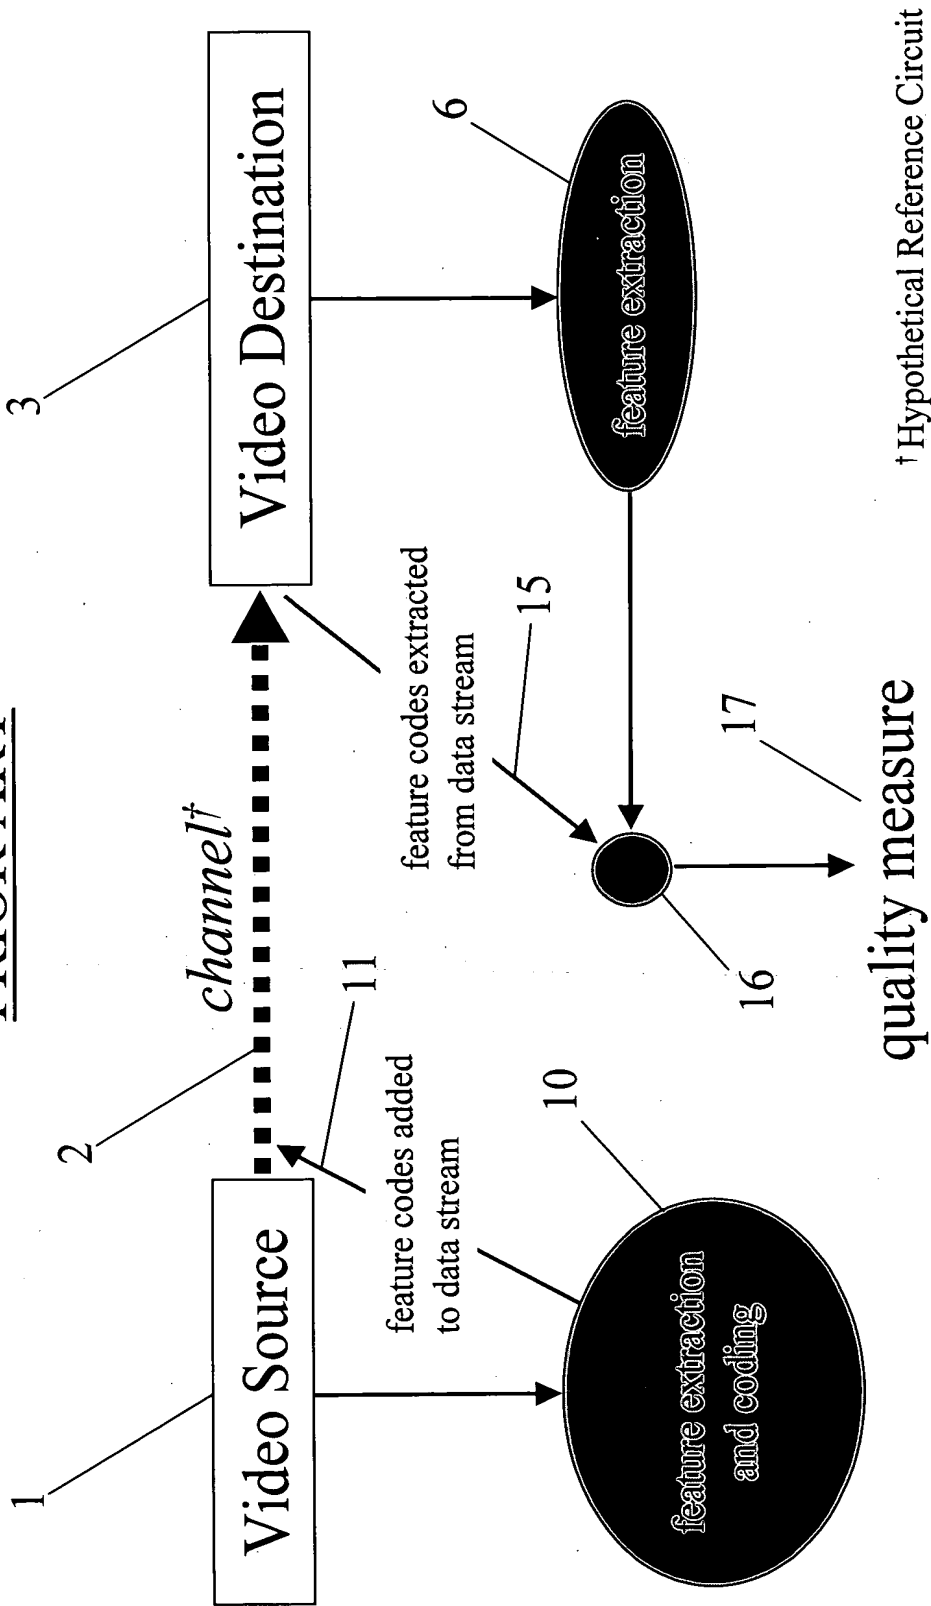 PRIOR ART
1
2
3
Video Source
channel†
Video Destination
11
feature codes added
to data stream
feature codes extracted
from data stream
15
10
6
feature extraction
and coding
feature extraction
16
17
quality measure
† Hypothetical Reference Circuit